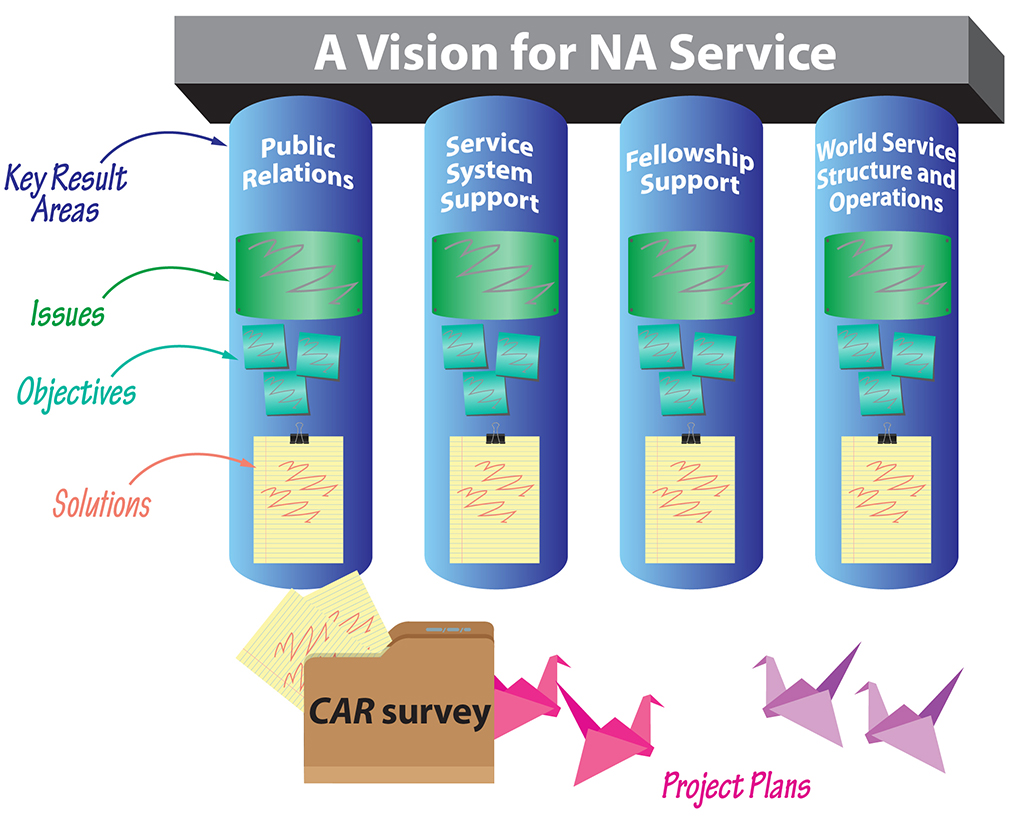 A Vision for NA Service
Public
Relations
Service
System
Support
Fellowship
Support
World Service
Structure and
Operations
Key Result
Areas
Issues
Objectives
Solutions
CAR survey
Project Plans